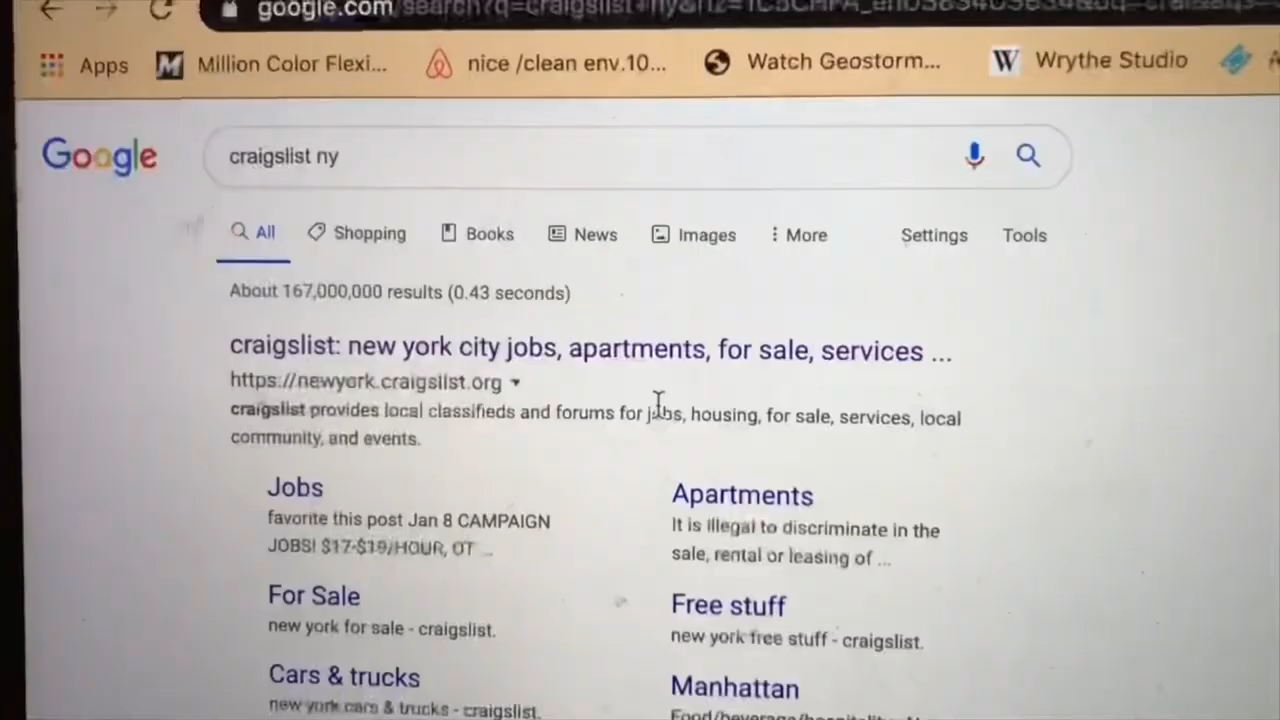 google.com
Apps Million Color Flexi... nice /clean env.10... Watch Geostorm... W Wrythe Studio
Google craigslist ny
All Shopping Books News Images More Settings Tools
About 167,000,000 results (0.43 seconds)
craigslist: new york city jobs, apartments, for sale, services ...
https://newyork.craigslist.org
craigslist provides local classifieds and forums for jobs, housing, for sale, services, local
community, and events.
Jobs
favorite this post Jan 8 CAMPAIGN
JOBS! $17-$19/HOUR, OT ...
Apartments
It is illegal to discriminate in the
sale, rental or leasing of ...
For Sale
new york for sale - craigslist.
Free stuff
new york free stuff - craigslist.
Cars & trucks
new york cars & trucks - craigslist.
Manhattan